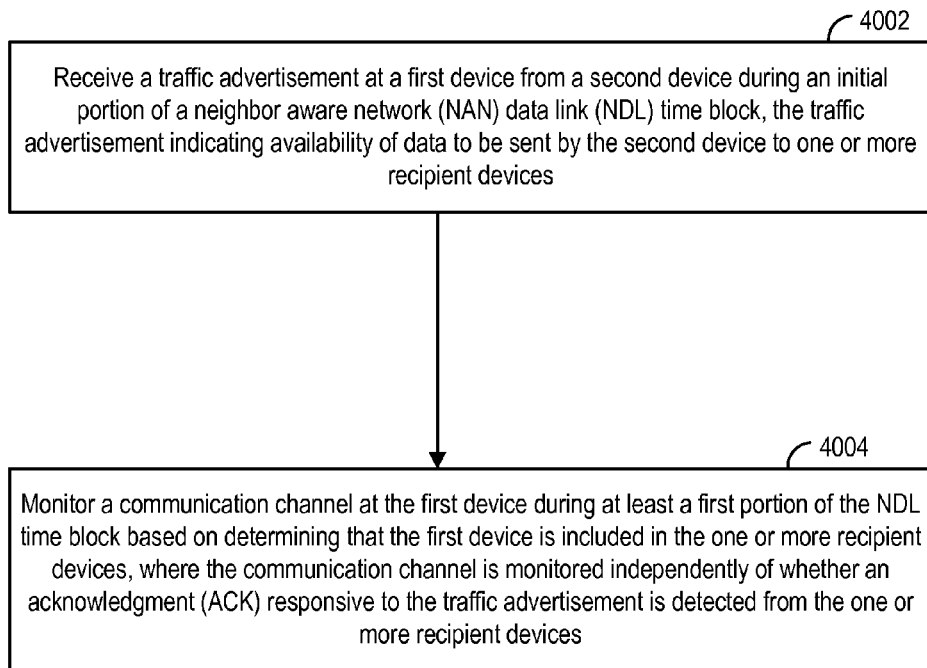 4002
Receive a traffic advertisement at a first device from a second device during an initial
portion of a neighbor aware network (NAN) data link (NDL) time block, the traffic
advertisement indicating availability of data to be sent by the second device to one or more
recipient devices
4004
Monitor a communication channel at the first device during at least a first portion of the NDL
time block based on determining that the first device is included in the one or more recipient
devices, where the communication channel is monitored independently of whether an
acknowledgment (ACK) responsive to the traffic advertisement is detected from the one or
more recipient devices